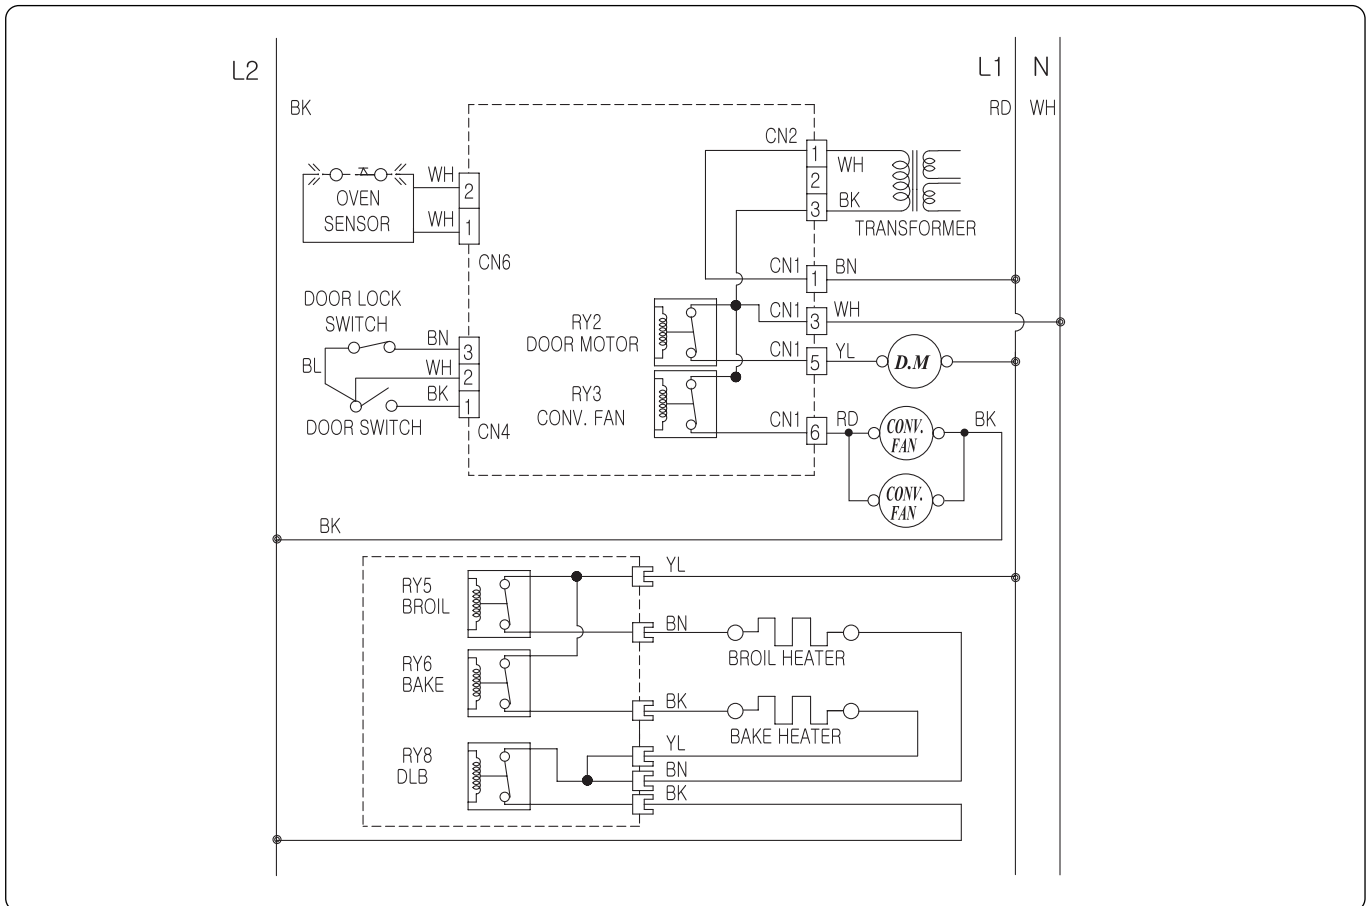 L2
L1 N
BK
RD WH
CN2
1
WH
2
BK
3
TRANSFORMER
WH
2
OVEN
SENSOR
WH
1
CN6
CN1
1
BN
DOOR LOCK
SWITCH
CN1
3
WH
RY2
DOOR MOTOR
BN
3
BL
WH
2
BK
1
DOOR SWITCH
CN4
CN1
5
YL
D.M
RY3
CONV. FAN
CN1
6
RD
CONV.
FAN
BK
CONV.
FAN
BK
YL
RY5
BROIL
BN
BROIL HEATER
RY6
BAKE
BK
BAKE HEATER
YL
RY8
DLB
BN
BK